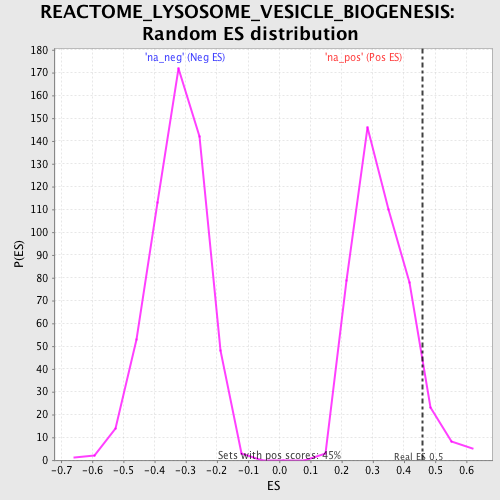 REACTOME_LYSOSOME_VESICLE_BIOGENESIS:
Random ES distribution
'na_neg' (Neg ES)
'na_pos' (Pos ES)
180
170
160
150
140
130
120
110
100
90
80
70
60
50
40
30
20
10
0
P(ES)
Sets with pos scores: 45%
Real ES 0.5
-0.7 -0.6 -0.5 -0.4 -0.3 -0.2 -0.1 0.0 0.1 0.2 0.3 0.4 0.5 0.6
ES